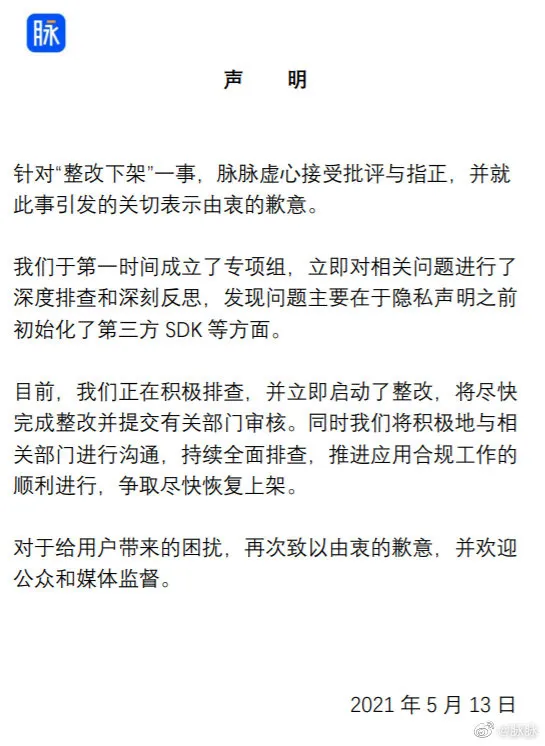 脉
声 明
针对“整改下架”一事，脉脉虚心接受批评与指正，并就
此事引发的关切表示由衷的歉意。
我们于第一时间成立了专项组，立即对相关问题进行了
深度排查和深刻反思，发现问题主要在于隐私声明之前
初始化了第三方 SDK 等方面。
目前，我们正在积极排查，并立即启动了整改，将尽快
完成整改并提交有关部门审核。同时我们将积极地与相
关部门进行沟通，持续全面排查，推进应用合规工作的
顺利进行，争取尽快恢复上架。
对于给用户带来的困扰，再次致以由衷的歉意，并欢迎
公众和媒体监督。
2021 年 5 月 13 日
@脉脉